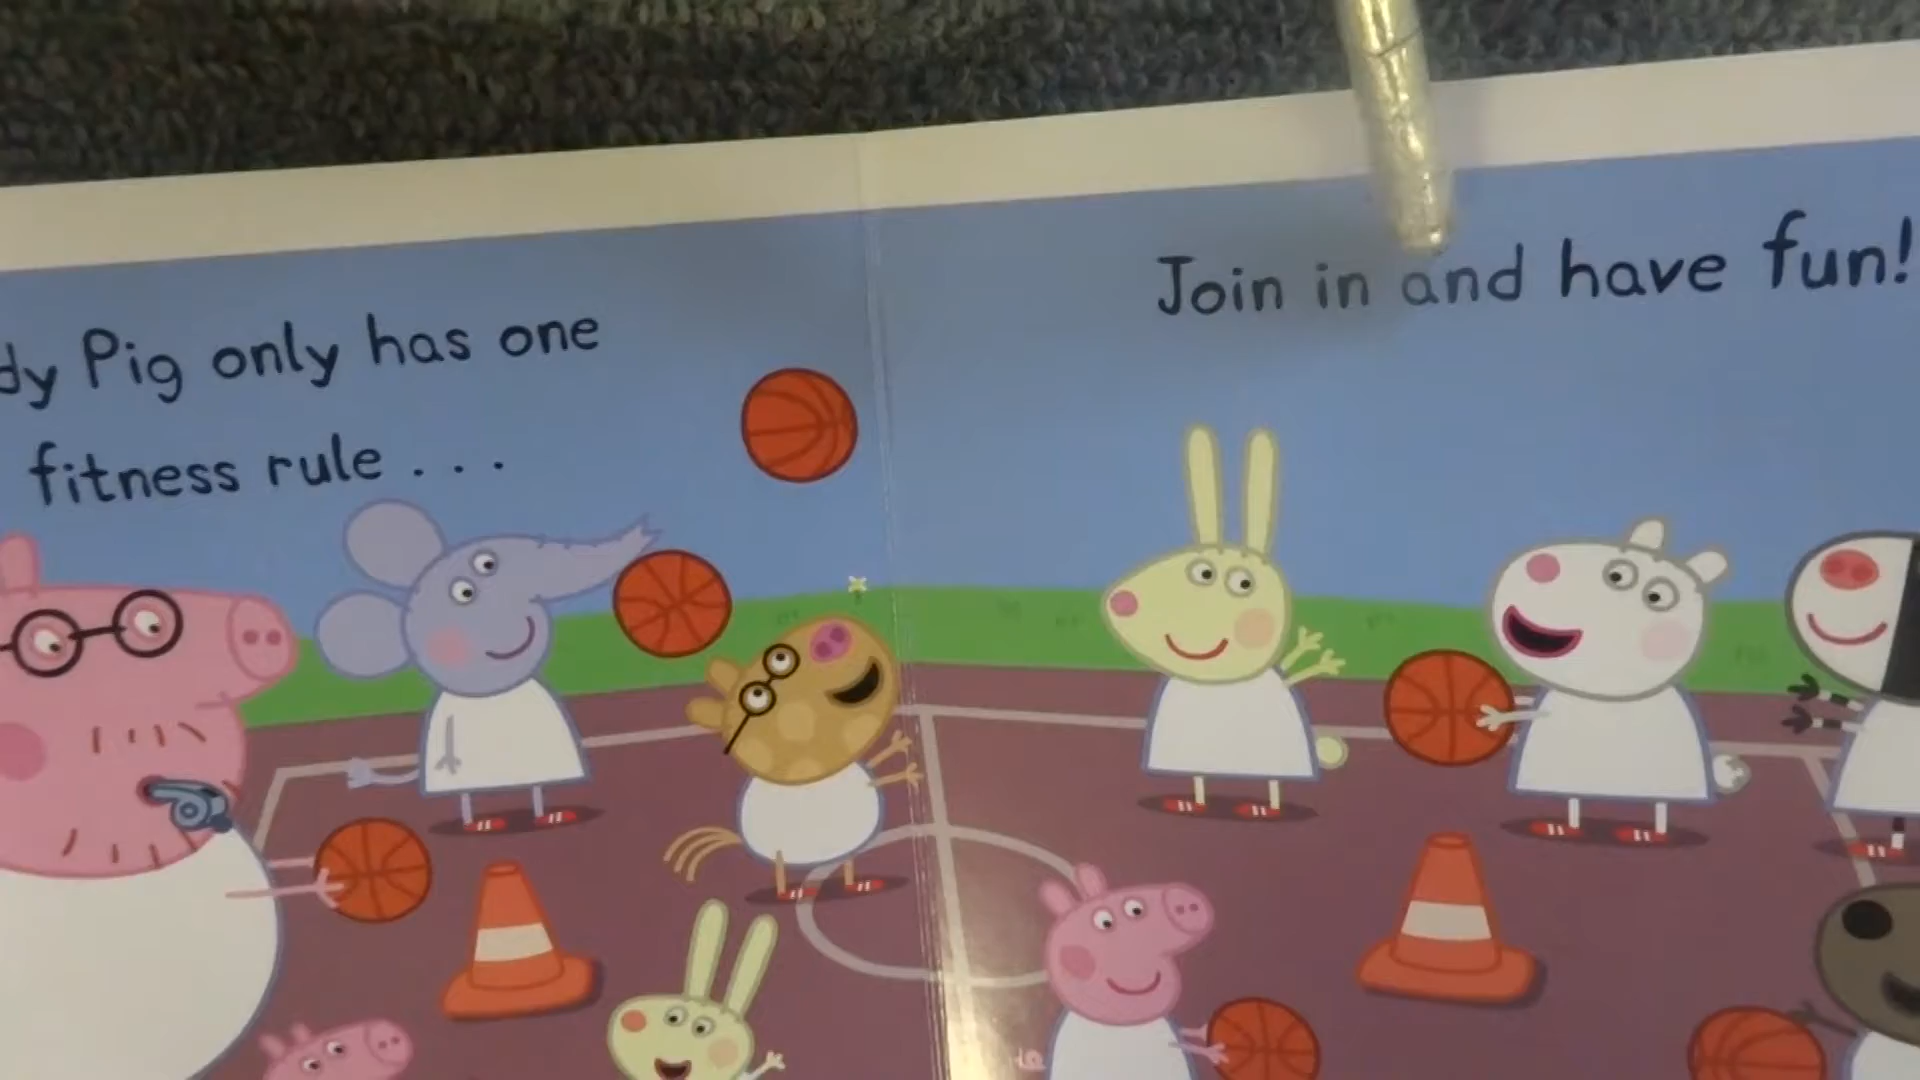 dy Pig only has one
fitness rule . . .
Join in and have fun!